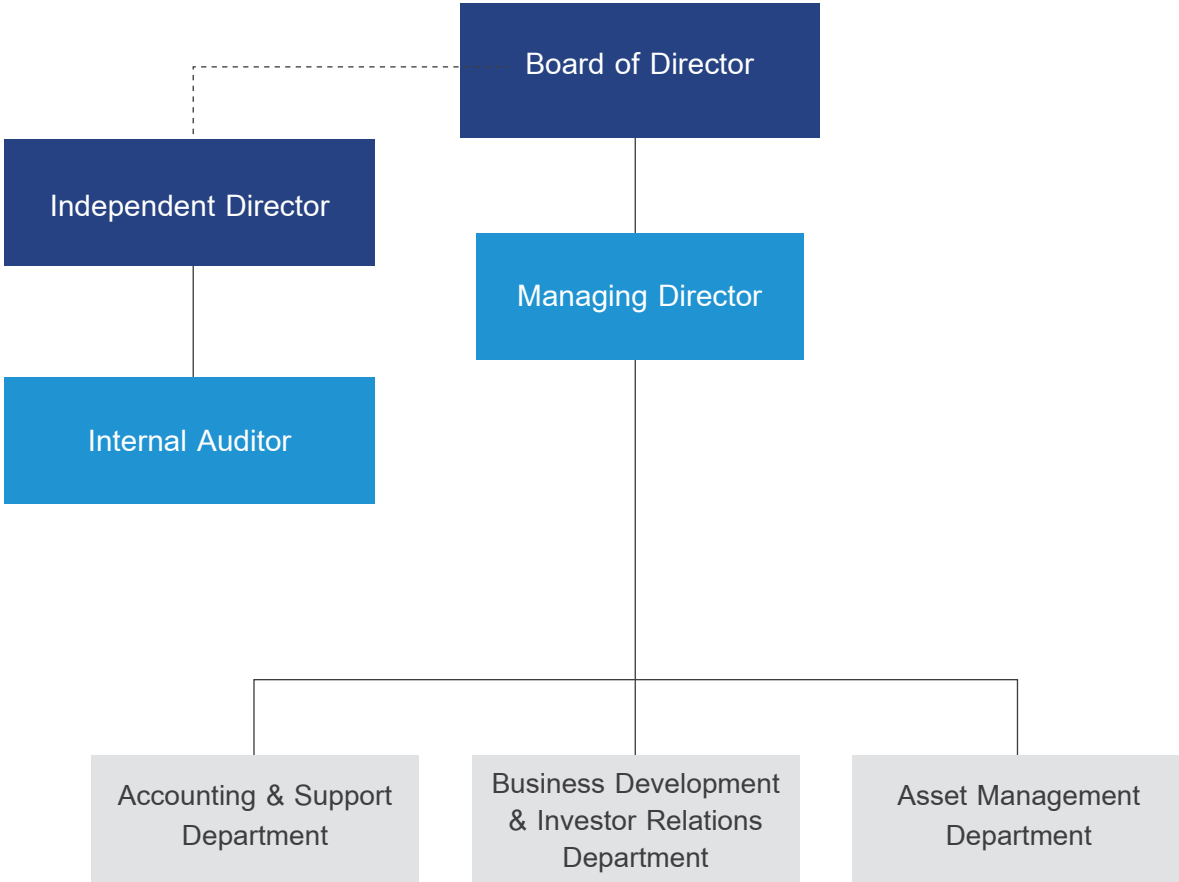 Board of Director
Independent Director
Managing Director
Internal Auditor
Accounting & Support
Department
Business Development
& Investor Relations
Department
Asset Management
Department